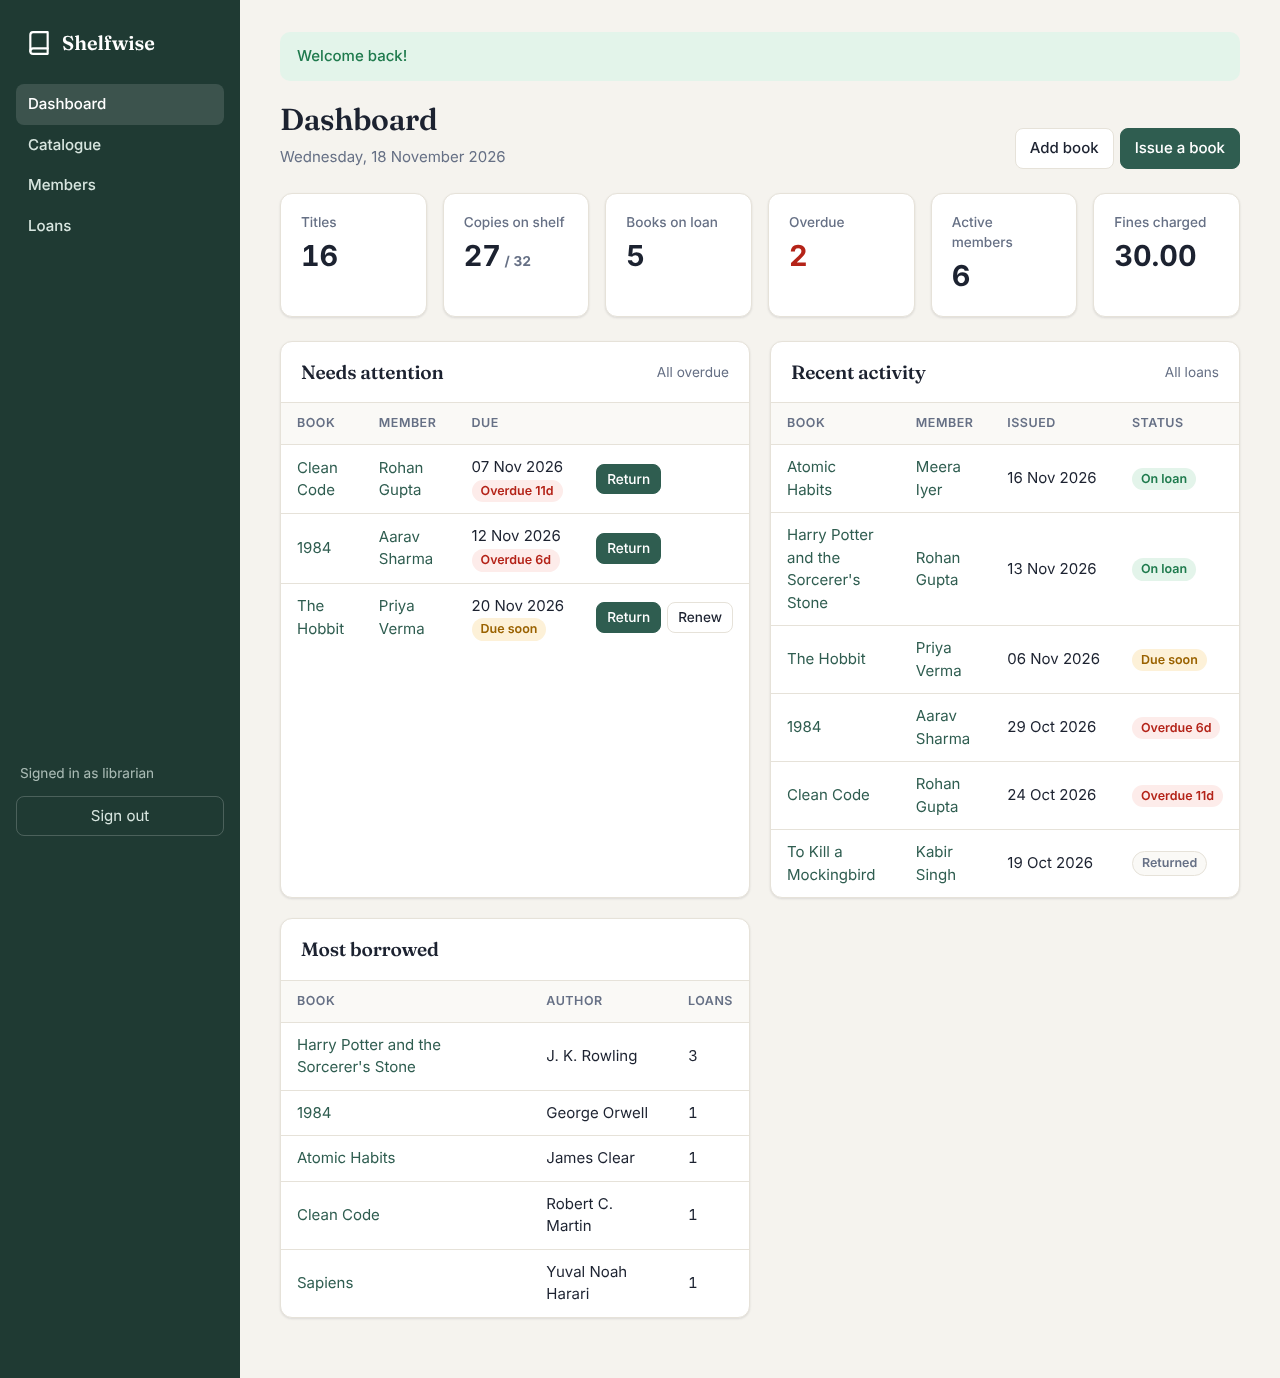 Shelfwise
Dashboard
Catalogue
Members
Loans
Signed in as librarian
Sign out
Welcome back!
Dashboard
Wednesday, 18 November 2026
Add book
Issue a book
Titles
16
Copies on shelf
27 / 32
Books on loan
5
Overdue
2
Active
members
6
Fines charged
30.00
Needs attention
All overdue
BOOK MEMBER DUE
Clean
Code
Rohan
Gupta
07 Nov 2026
Overdue 11d
Return
1984
Aarav
Sharma
12 Nov 2026
Overdue 6d
Return
The
Hobbit
Priya
Verma
20 Nov 2026
Due soon
Return
Renew
Recent activity
All loans
BOOK MEMBER ISSUED STATUS
Atomic
Habits
Meera
Iyer
16 Nov 2026
On loan
Harry Potter
and the
Sorcerer's
Stone
Rohan
Gupta
13 Nov 2026
On loan
The Hobbit
Priya
Verma
06 Nov 2026
Due soon
1984
Aarav
Sharma
29 Oct 2026
Overdue 6d
Clean Code
Rohan
Gupta
24 Oct 2026
Overdue 11d
To Kill a
Mockingbird
Kabir
Singh
19 Oct 2026
Returned
Most borrowed
BOOK AUTHOR LOANS
Harry Potter and the
Sorcerer's Stone
J. K. Rowling
3
1984
George Orwell
1
Atomic Habits
James Clear
1
Clean Code
Robert C.
Martin
1
Sapiens
Yuval Noah
Harari
1